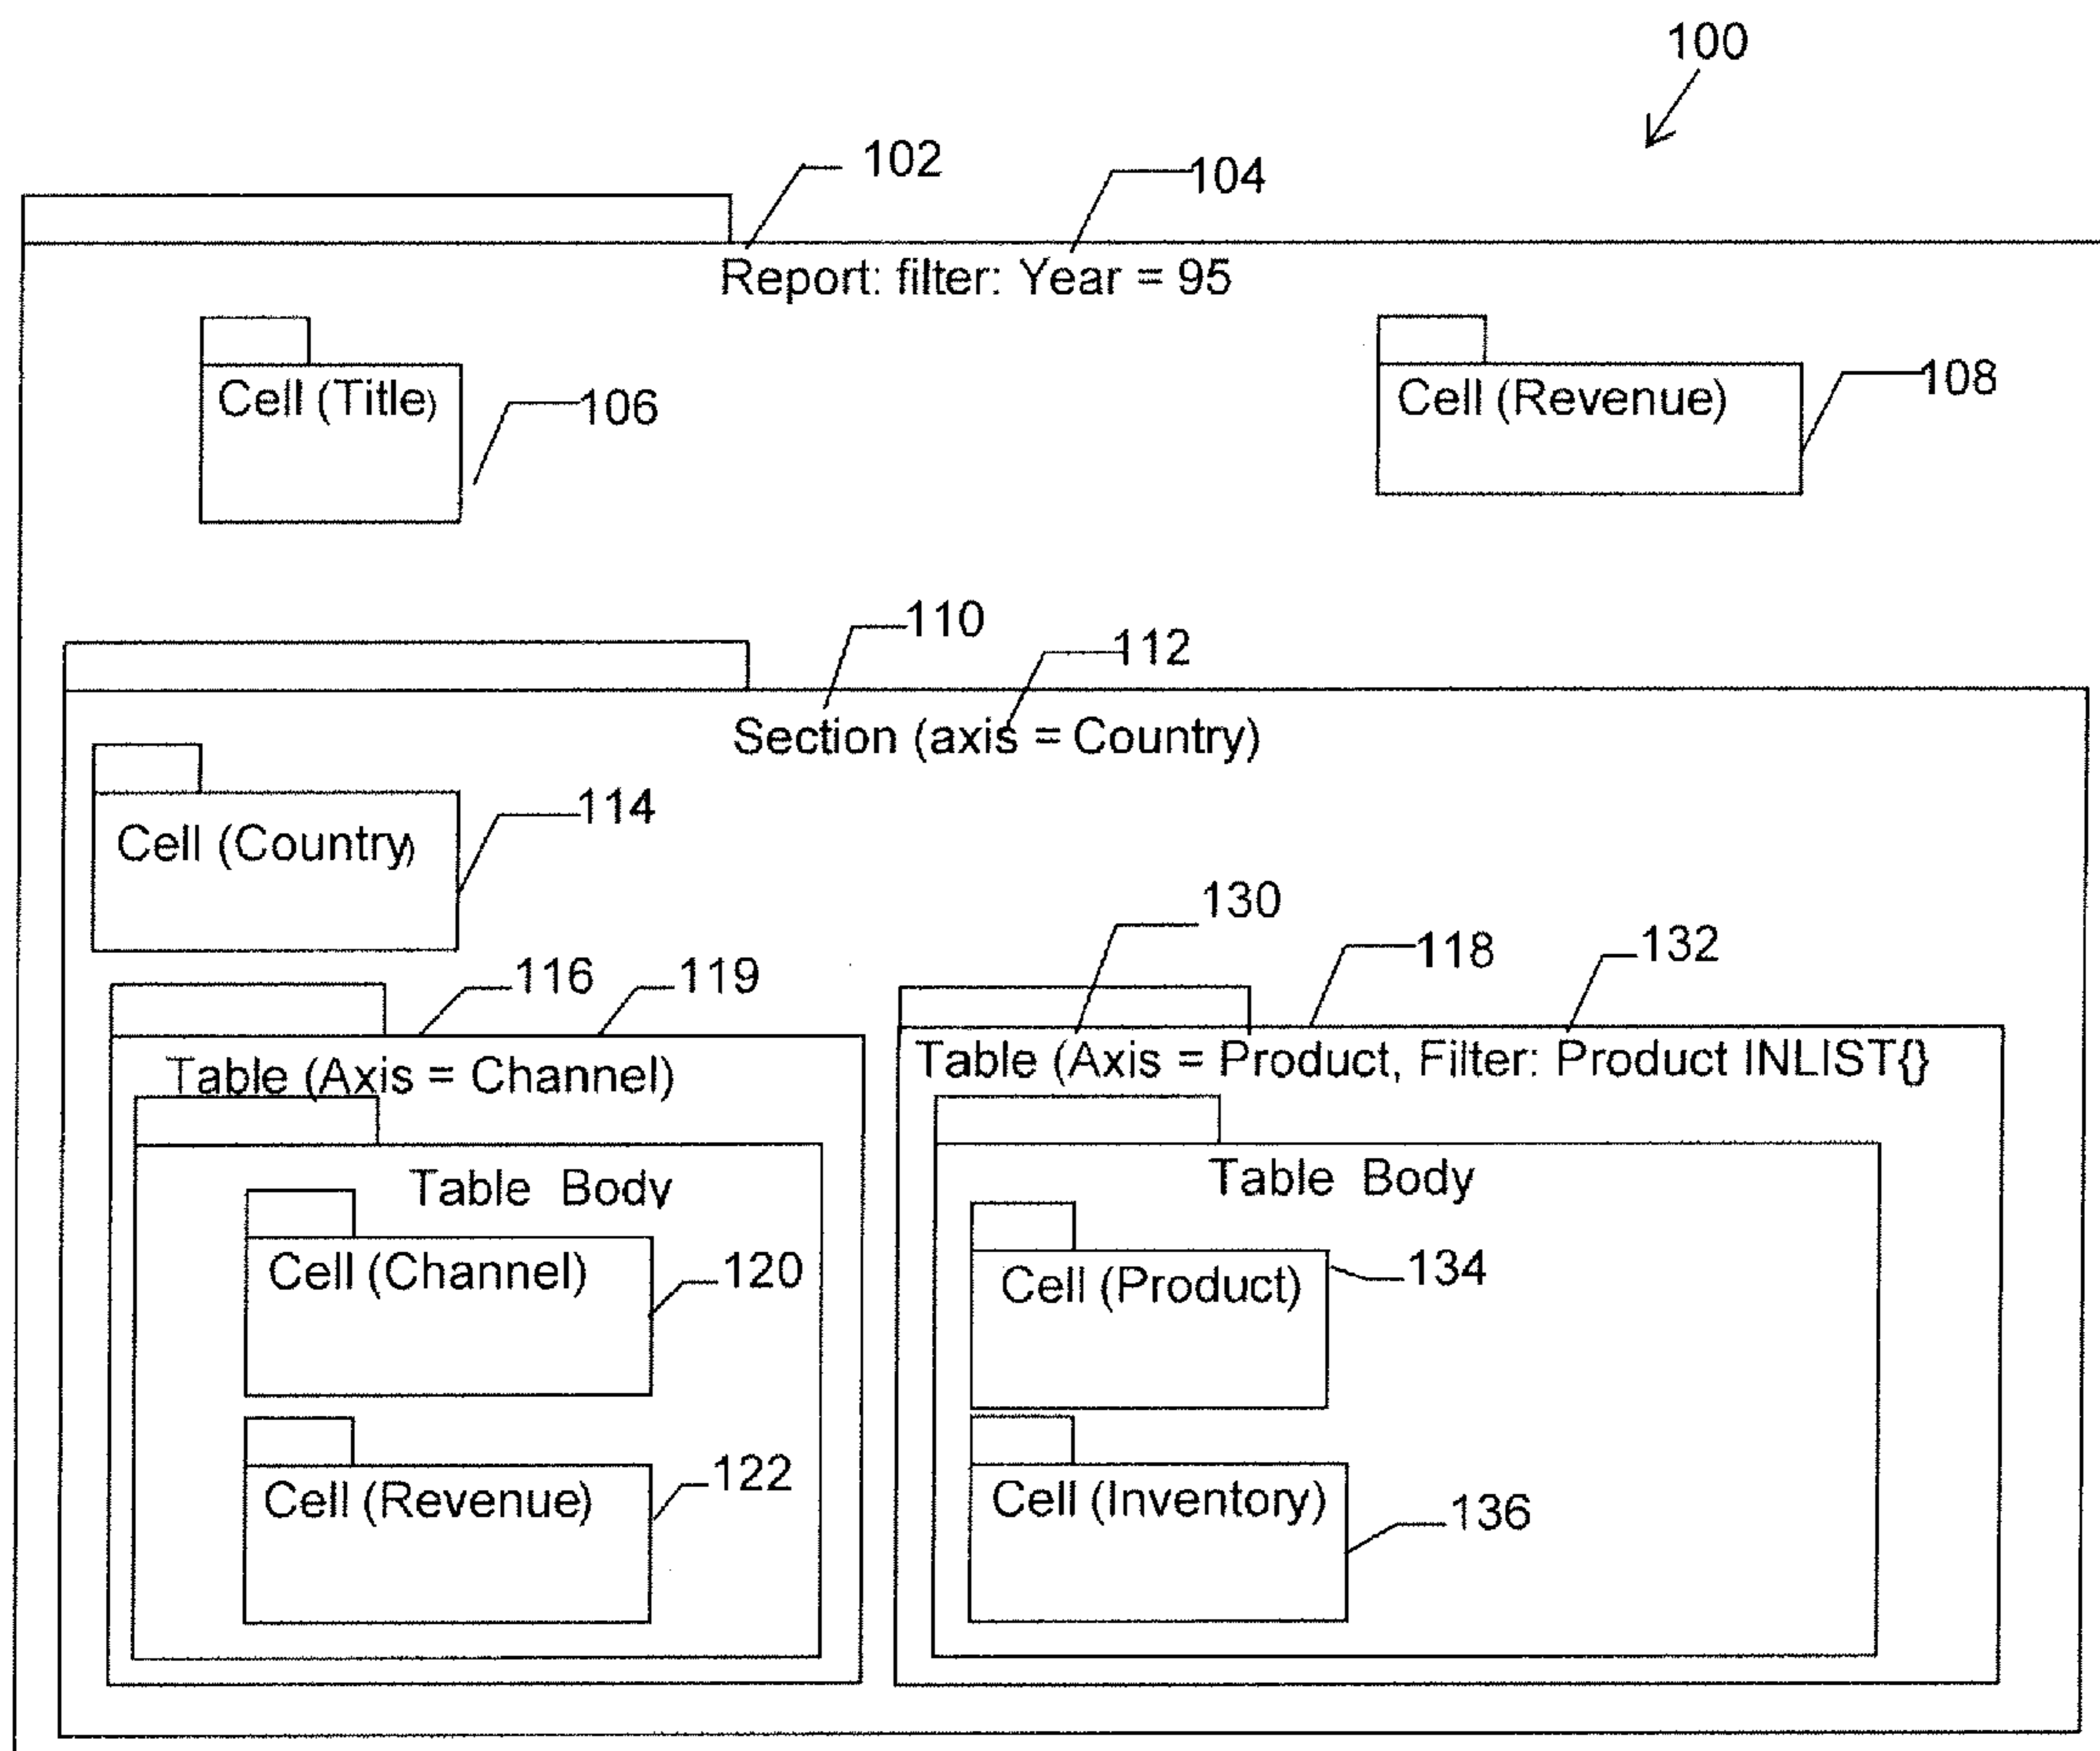 100
102
104
Report: filter: Year = 95
Cell (Title)
106
Cell (Revenue)
108
110
112
Section (axis = Country)
Cell (Country)
114
130
116
119
118
132
Table (Axis = Channel)
Table (Axis = Product, Filter: Product INLIST{}
Table Body
Table Body
Cell (Channel)
120
Cell (Product)
134
Cell (Revenue)
122
Cell (Inventory)
136